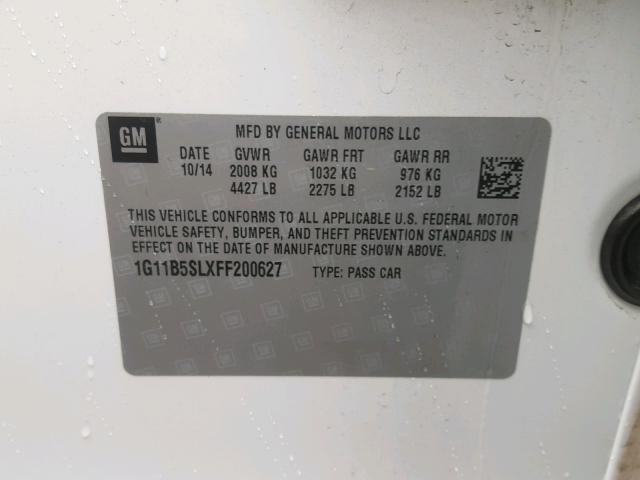 GM ®
MFD BY GENERAL MOTORS LLC
DATE GVWR GAWR FRT GAWR RR
10/14 2008 KG 1032 KG 976 KG
4427 LB 2275 LB 2152 LB
THIS VEHICLE CONFORMS TO ALL APPLICABLE U.S. FEDERAL MOTOR
VEHICLE SAFETY, BUMPER, AND THEFT PREVENTION STANDARDS
IN EFFECT ON THE DATE OF MANUFACTURE SHOWN ABOVE.
1G11B5SLXFF200627 TYPE: PASS CAR